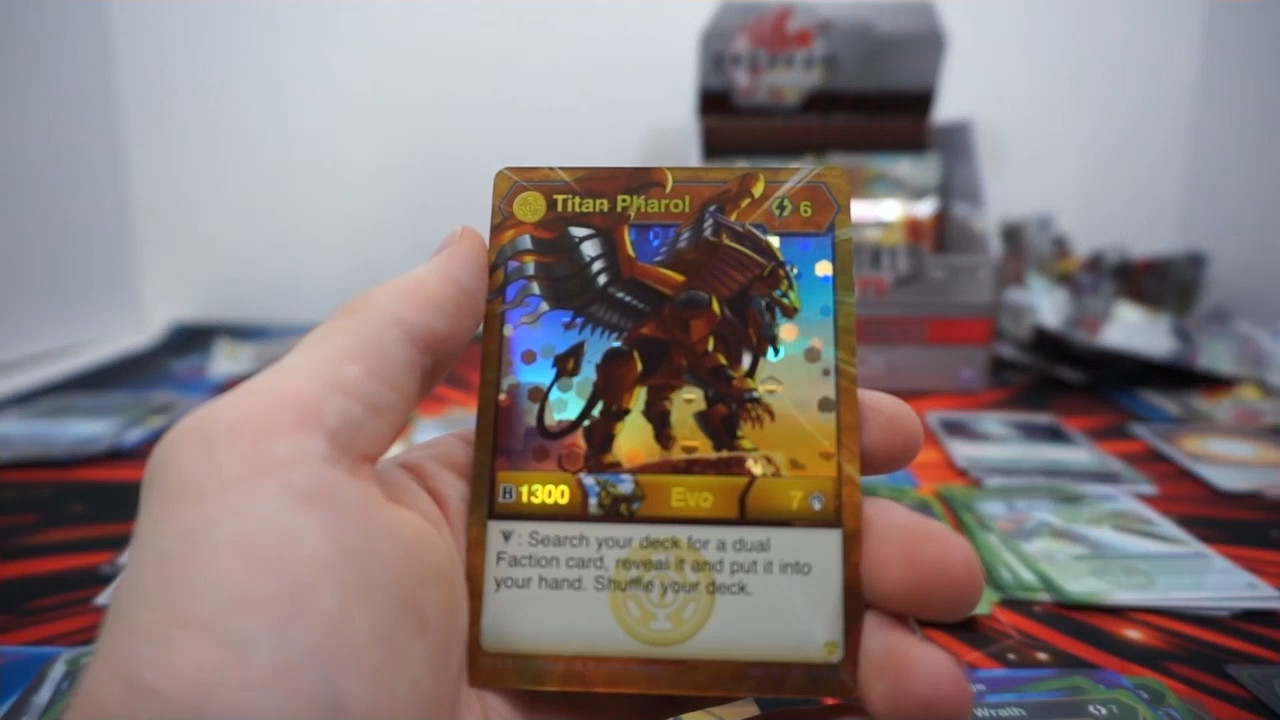 Titan Pharol 6
B 1300 Evo 7
: Search your deck for a dual
Faction card, reveal it and put it into
your hand. Shuffle your deck.
Wrath 7